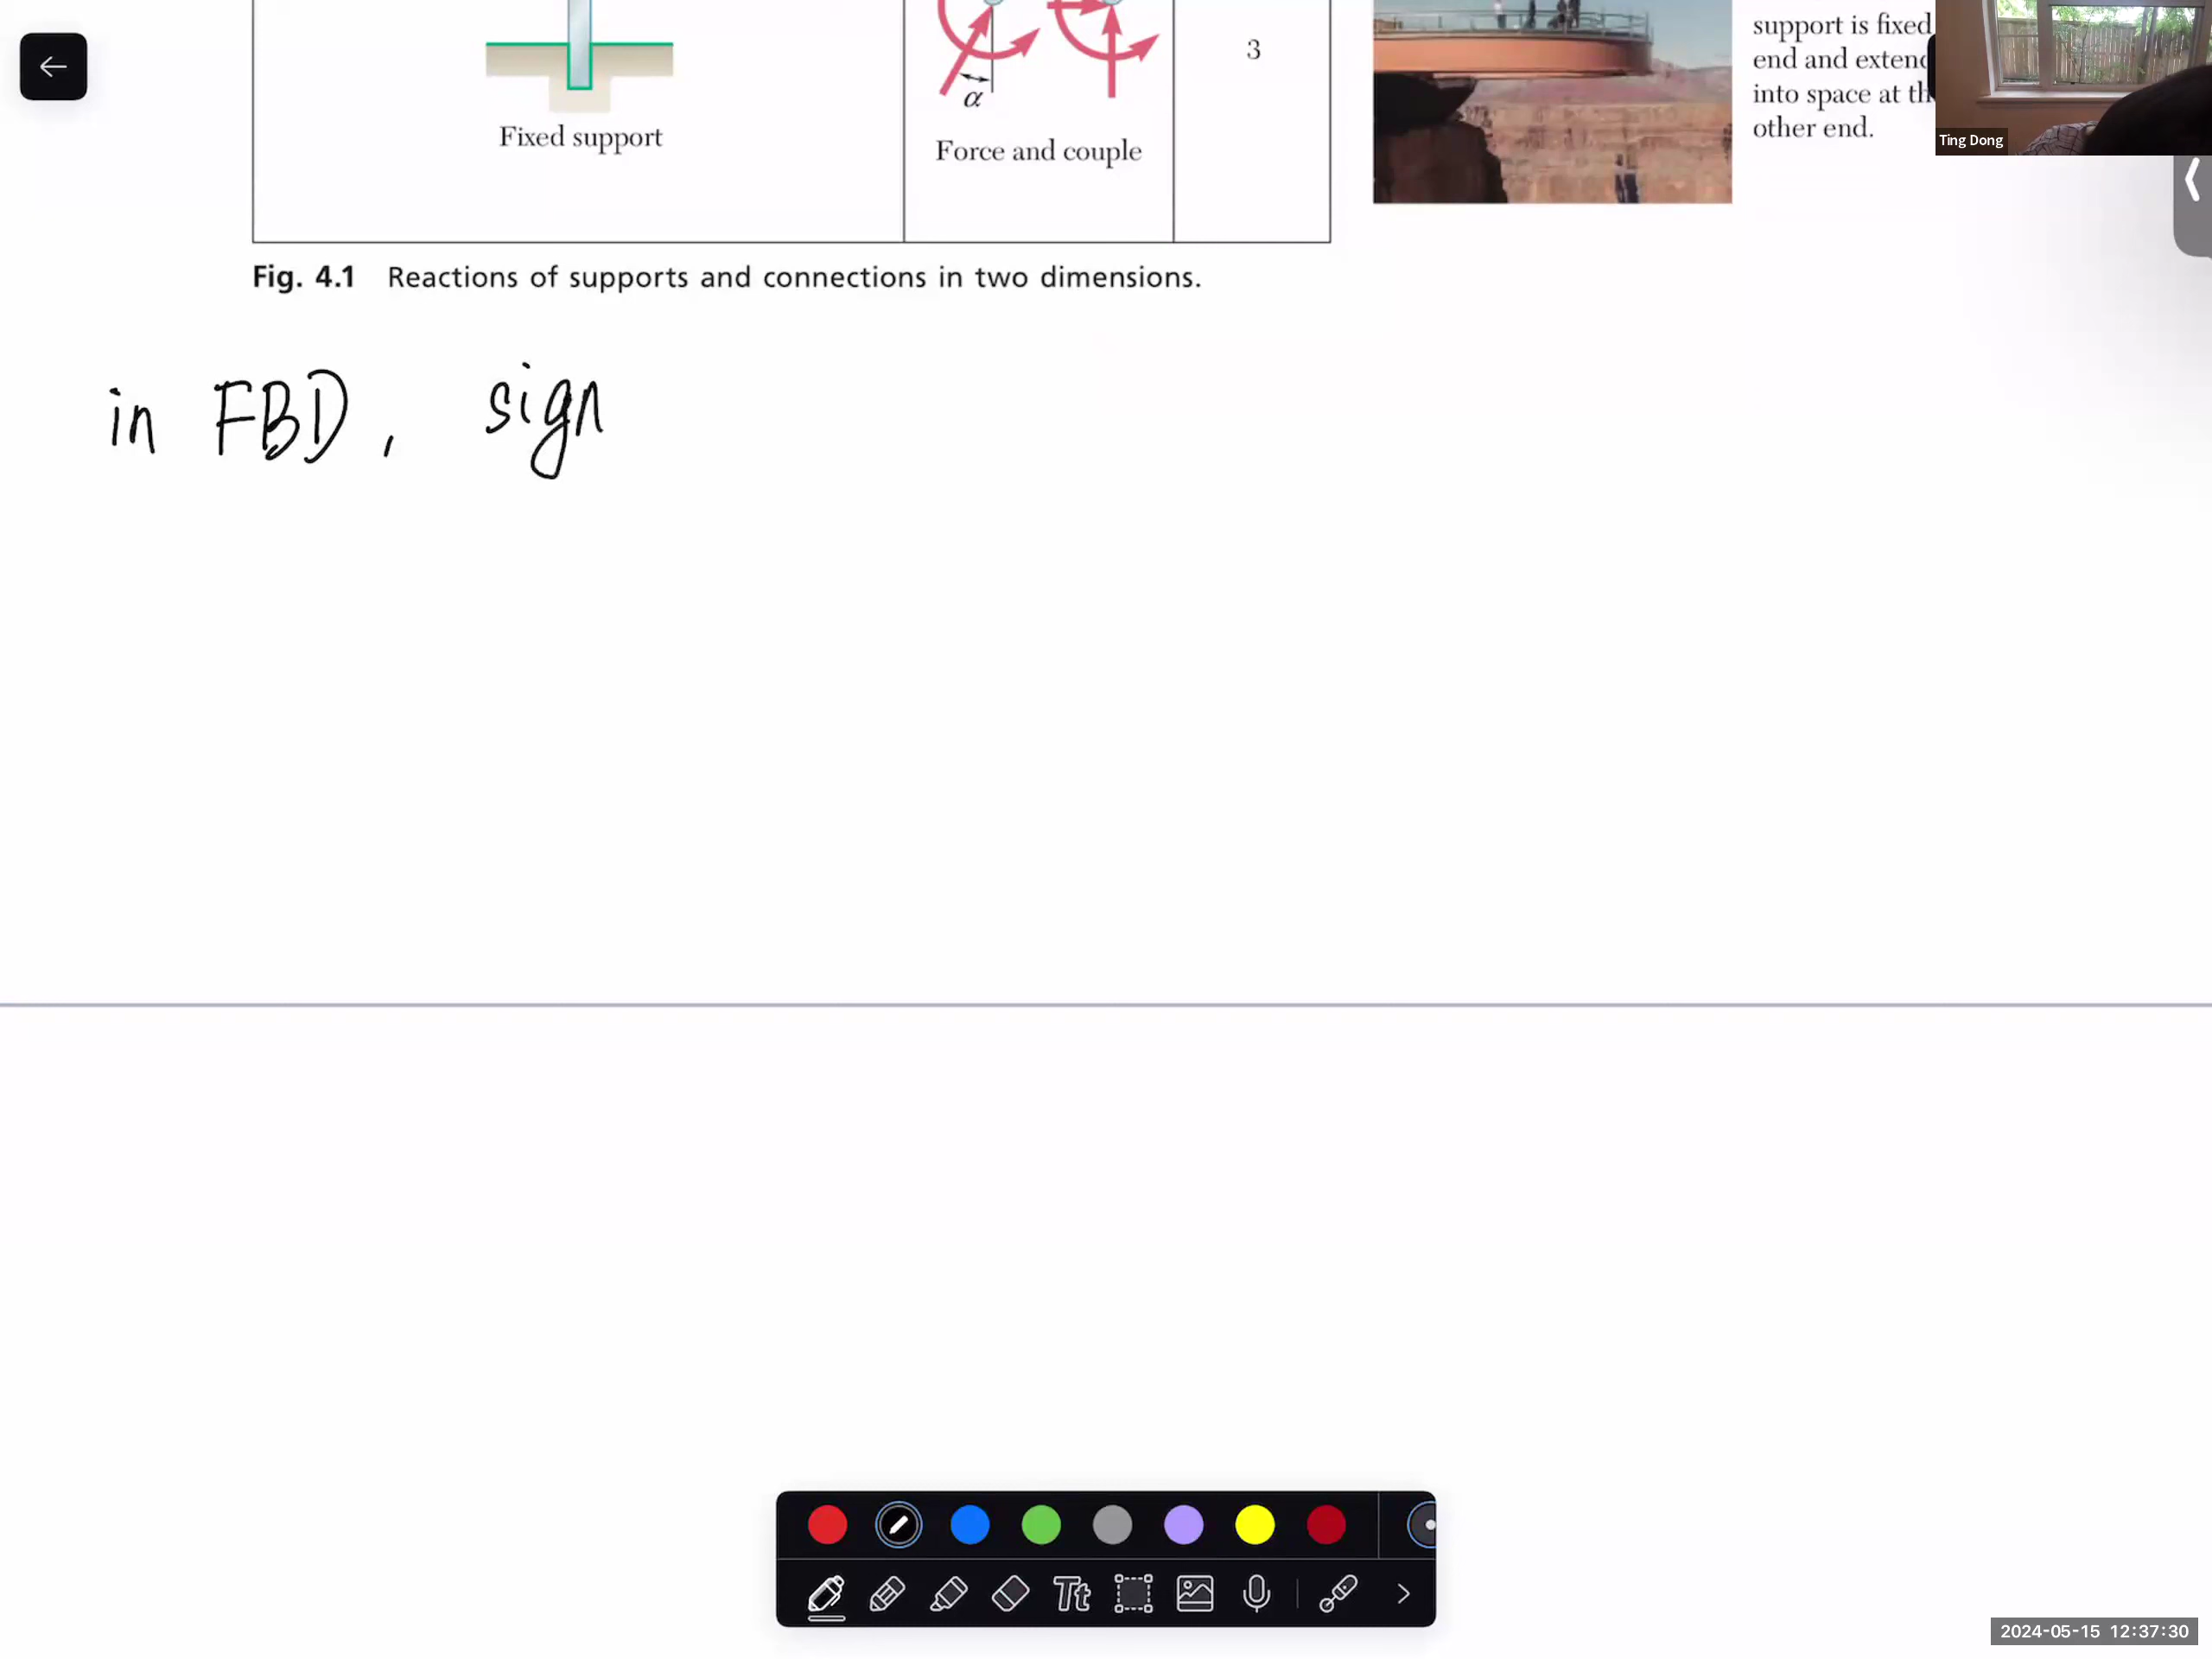 support is fixed
end and extend
into space at th
other end.
Ting Dong
3
α
Fixed support
Force and couple
Fig. 4.1 Reactions of supports and connections in two dimensions.
in FBD, sign
Tt
2024-05-15 12:37:30